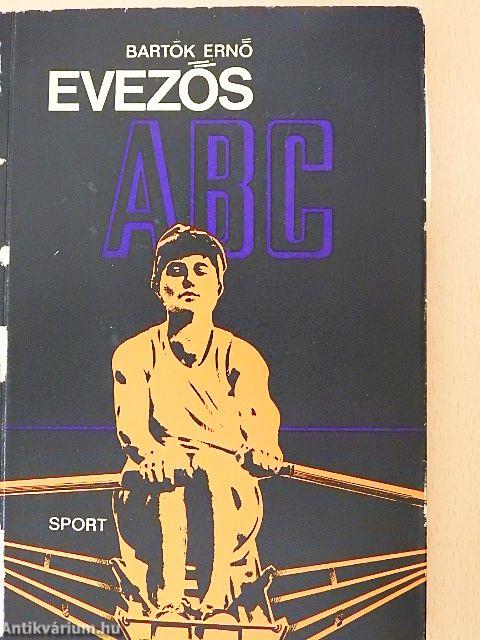 BARTÓK ERNŐ
EVEZŐS
ABC
SPORT
Antikvárium.hu